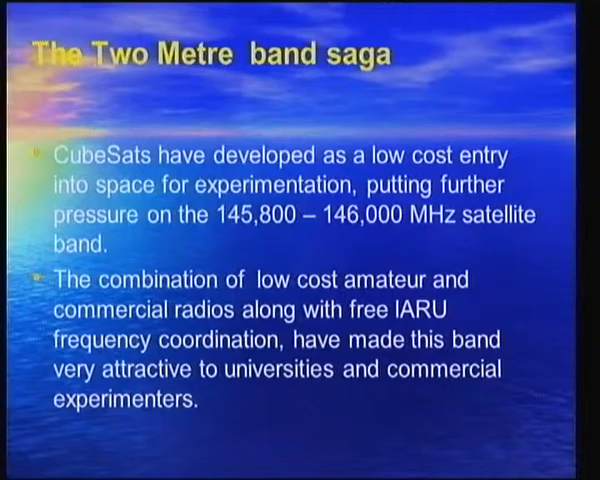 The Two Metre band saga
CubeSats have developed as a low cost entry
into space for experimentation, putting further
pressure on the 145,800 – 146,000 MHz satellite
band.
The combination of low cost amateur and
commercial radios along with free IARU
frequency coordination, have made this band
very attractive to universities and commercial
experimenters.